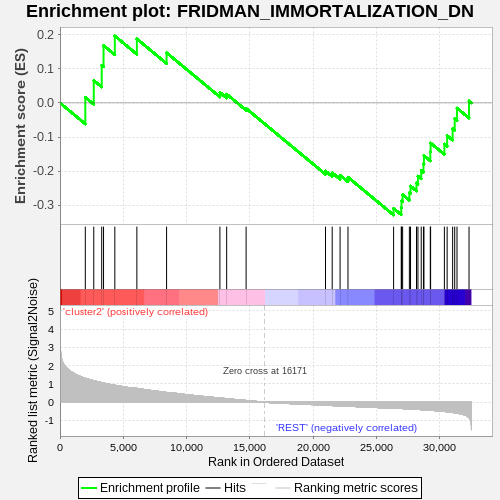 Enrichment plot: FRIDMAN_IMMORTALIZATION_DN
Enrichment score (ES)
0.2
0.1
0.0
-0.1
-0.2
-0.3
Ranked list metric (Signal2Noise)
5
4
3
2
1
0
-1
'cluster2' (positively correlated)
Zero cross at 16171
'REST' (negatively correlated)
0
5,000
10,000
15,000
20,000
25,000
30,000
Rank in Ordered Dataset
Enrichment profile
Hits
Ranking metric scores